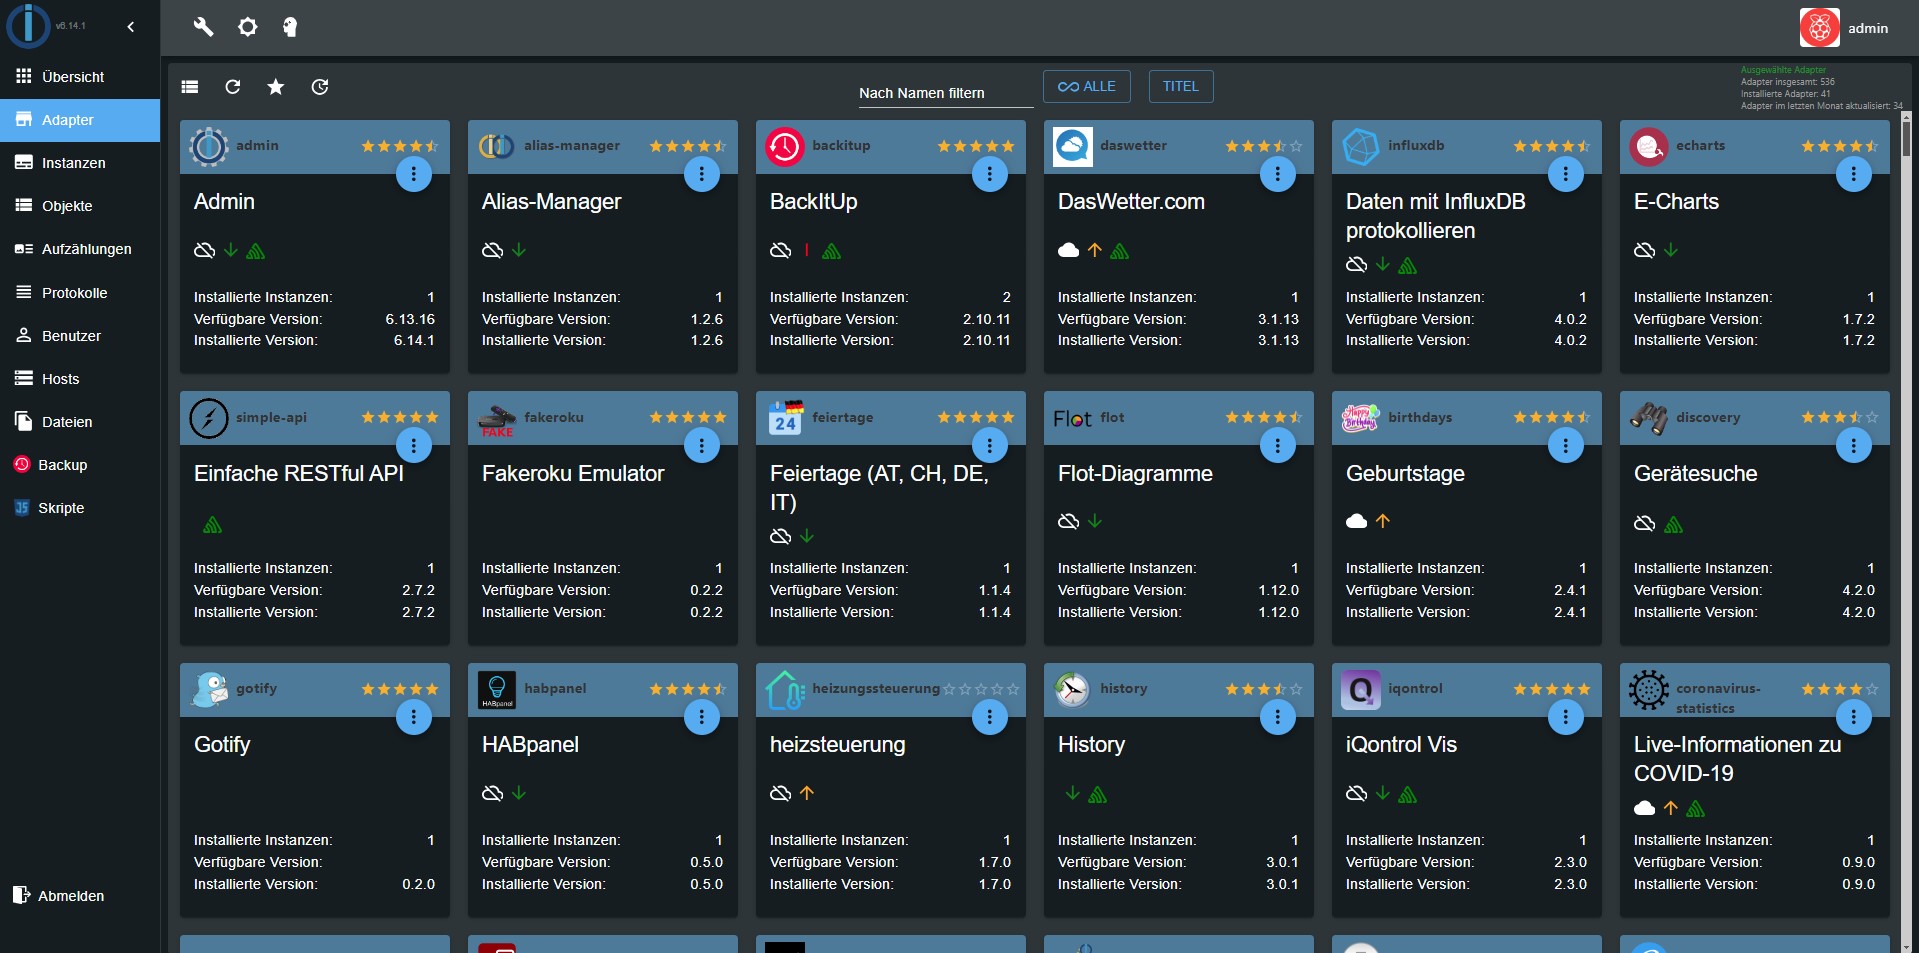 v6.14.1
admin
Übersicht
Adapter
Instanzen
Objekte
Aufzählungen
Protokolle
Benutzer
Hosts
Dateien
Backup
JS Skripte
Abmelden
Nach Namen filtern
ALLE
TITEL
Ausgewählte Adapter
Adapter insgesamt: 536
Installierte Adapter: 41
Adapter im letzten Monat aktualisiert: 34
admin
Admin
Installierte Instanzen: 1
Verfügbare Version: 6.13.16
Installierte Version: 6.14.1
alias-manager
Alias-Manager
Installierte Instanzen: 1
Verfügbare Version: 1.2.6
Installierte Version: 1.2.6
backitup
BackItUp
Installierte Instanzen: 2
Verfügbare Version: 2.10.11
Installierte Version: 2.10.11
daswetter
DasWetter.com
Installierte Instanzen: 1
Verfügbare Version: 3.1.13
Installierte Version: 3.1.13
influxdb
Daten mit InfluxDB
protokollieren
Installierte Instanzen: 1
Verfügbare Version: 4.0.2
Installierte Version: 4.0.2
echarts
E-Charts
Installierte Instanzen: 1
Verfügbare Version: 1.7.2
Installierte Version: 1.7.2
simple-api
Einfache RESTful API
Installierte Instanzen: 1
Verfügbare Version: 2.7.2
Installierte Version: 2.7.2
FAKE
fakeroku
Fakeroku Emulator
Installierte Instanzen: 1
Verfügbare Version: 0.2.2
Installierte Version: 0.2.2
24
feiertage
Feiertage (AT, CH, DE,
IT)
Installierte Instanzen: 1
Verfügbare Version: 1.1.4
Installierte Version: 1.1.4
Flot
flot
Flot-Diagramme
Installierte Instanzen: 1
Verfügbare Version: 1.12.0
Installierte Version: 1.12.0
Happy
Birthday
birthdays
Geburtstage
Installierte Instanzen: 1
Verfügbare Version: 2.4.1
Installierte Version: 2.4.1
discovery
Gerätesuche
Installierte Instanzen: 1
Verfügbare Version: 4.2.0
Installierte Version: 4.2.0
gotify
Gotify
Installierte Instanzen: 1
Verfügbare Version:
Installierte Version: 0.2.0
HABpanel
habpanel
HABpanel
Installierte Instanzen: 1
Verfügbare Version: 0.5.0
Installierte Version: 0.5.0
heizungssteuerung
heizsteuerung
Installierte Instanzen: 1
Verfügbare Version: 1.7.0
Installierte Version: 1.7.0
history
History
Installierte Instanzen: 1
Verfügbare Version: 3.0.1
Installierte Version: 3.0.1
Q
iqontrol
iQontrol Vis
Installierte Instanzen: 1
Verfügbare Version: 2.3.0
Installierte Version: 2.3.0
coronavirus-
statistics
Live-Informationen zu
COVID-19
Installierte Instanzen: 1
Verfügbare Version: 0.9.0
Installierte Version: 0.9.0